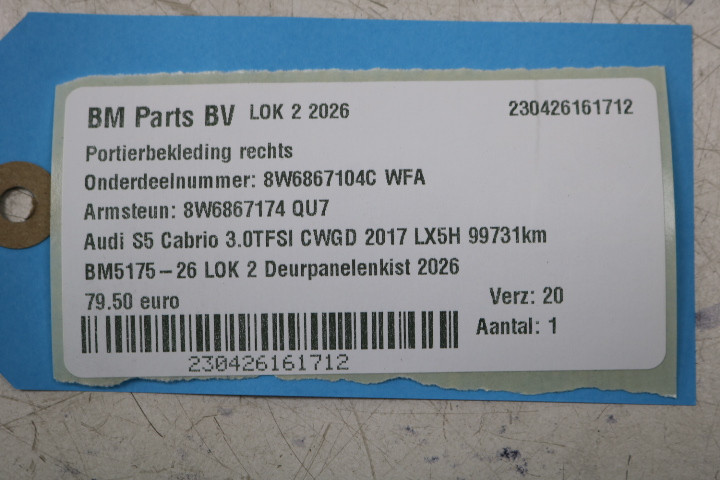 BM Parts BV LOK 2 2026 230426161712
Portierbekleding rechts
Onderdeelnummer: 8W6867104C WFA
Armsteun: 8W6867174 QU7
Audi S5 Cabrio 3.0TFSI CWGD 2017 LX5H 99731km
BM5175-26 LOK 2 Deurpanelenkist 2026
79.50 euro Verz: 20
Aantal: 1
230426161712